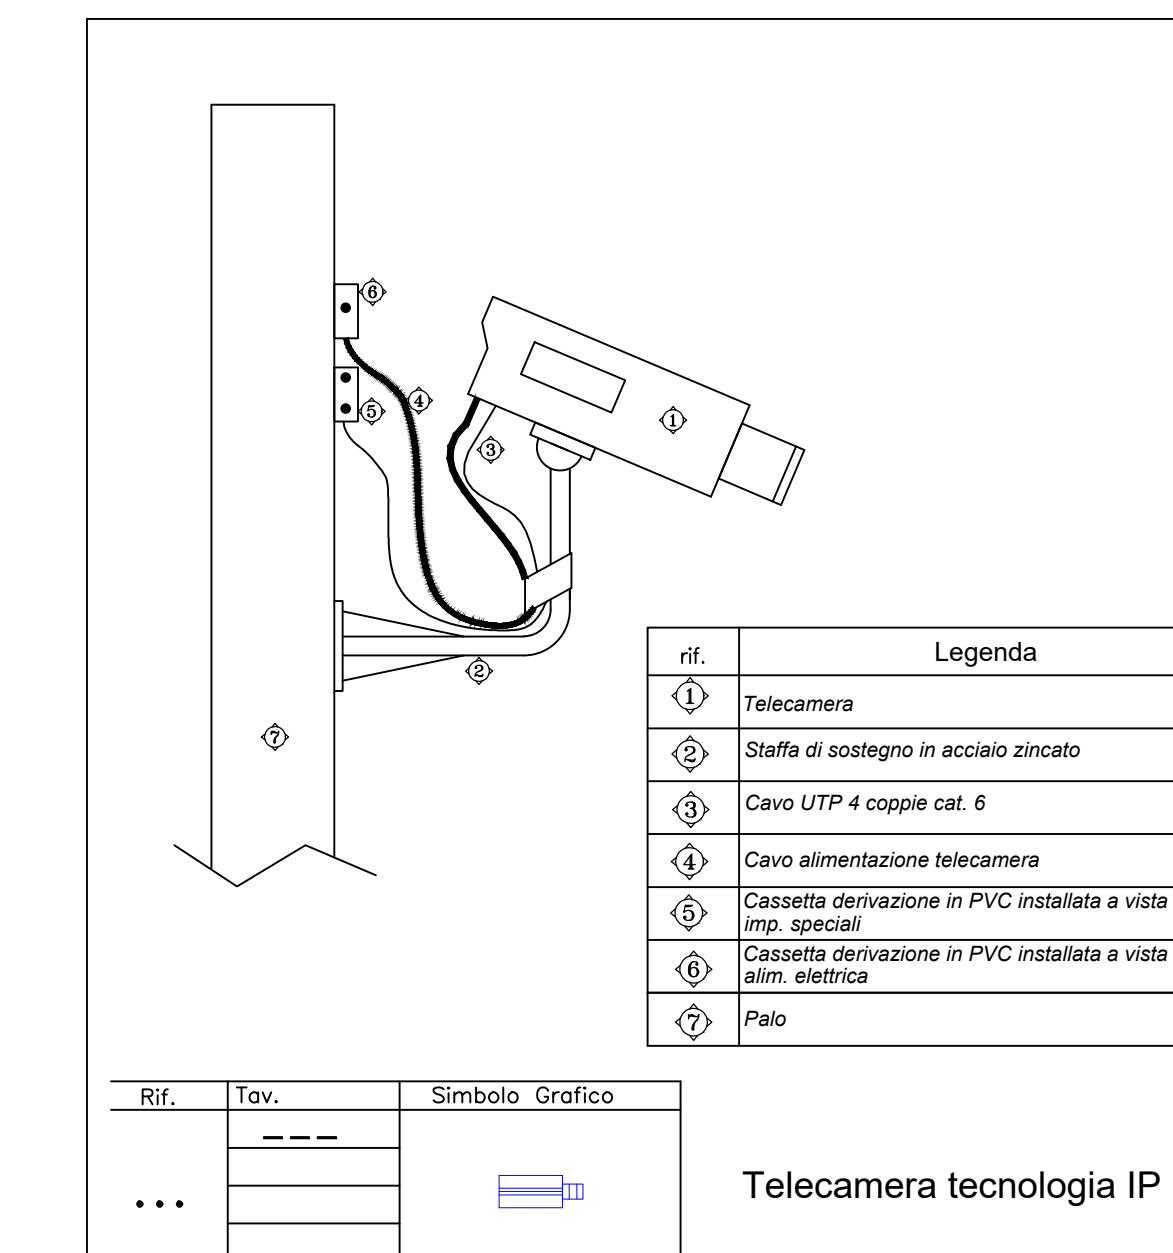 6
4
5
1
3
2
7
rif. Legenda
1 Telecamera
2 Staffa di sostegno in acciaio zincato
3 Cavo UTP 4 coppie cat. 6
4 Cavo alimentazione telecamera
5 Cassetta derivazione in PVC installata a vista
imp. speciali
6 Cassetta derivazione in PVC installata a vista
alim. elettrica
7 Palo
Rif. Tav. Simbolo Grafico
---
...
Telecamera tecnologia IP